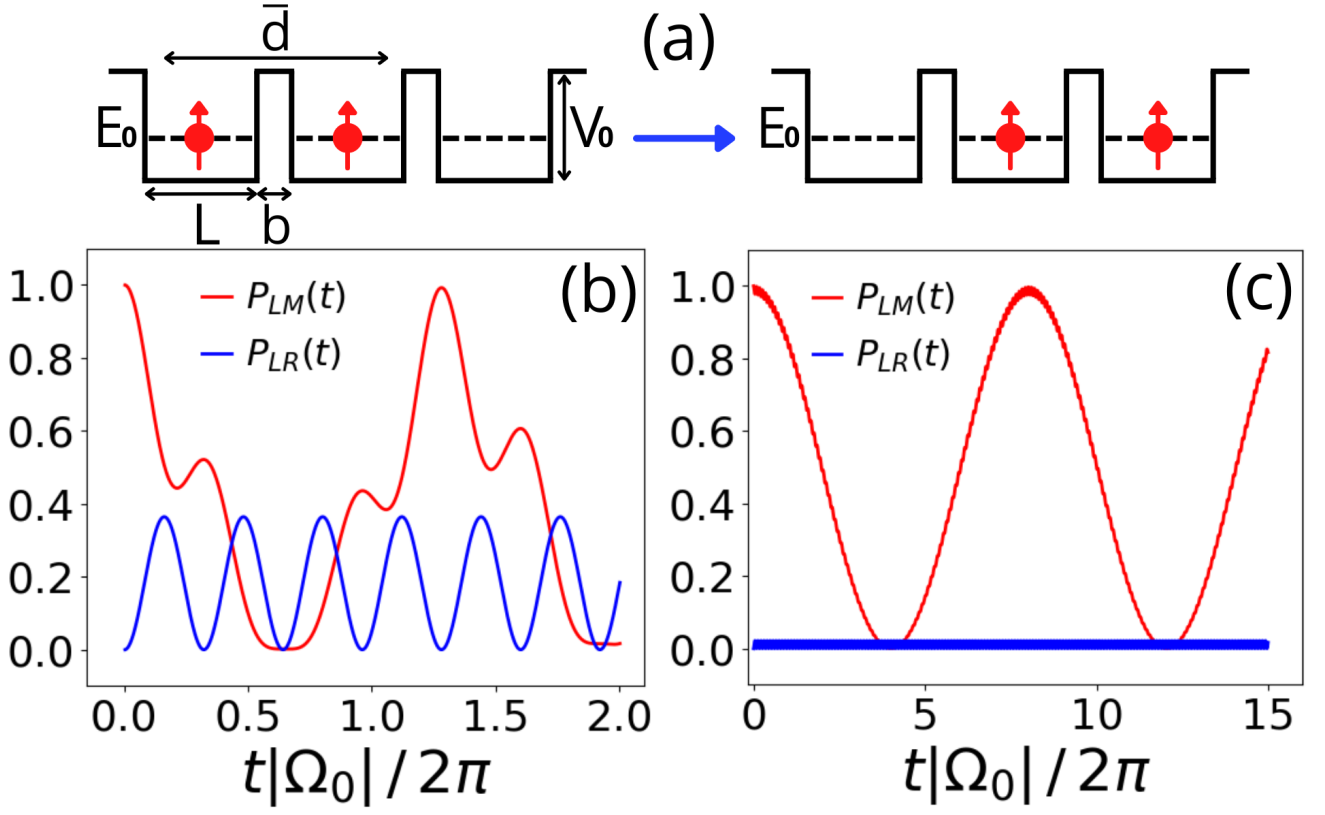 d̄
(a)
E₀
V₀
E₀
L
b
(b)
P_LM(t)
P_LR(t)
1.0
0.8
0.6
0.4
0.2
0.0
0.0 0.5 1.0 1.5 2.0
t|Ω₀| / 2π
(c)
P_LM(t)
P_LR(t)
1.0
0.8
0.6
0.4
0.2
0.0
0 5 10 15
t|Ω₀| / 2π